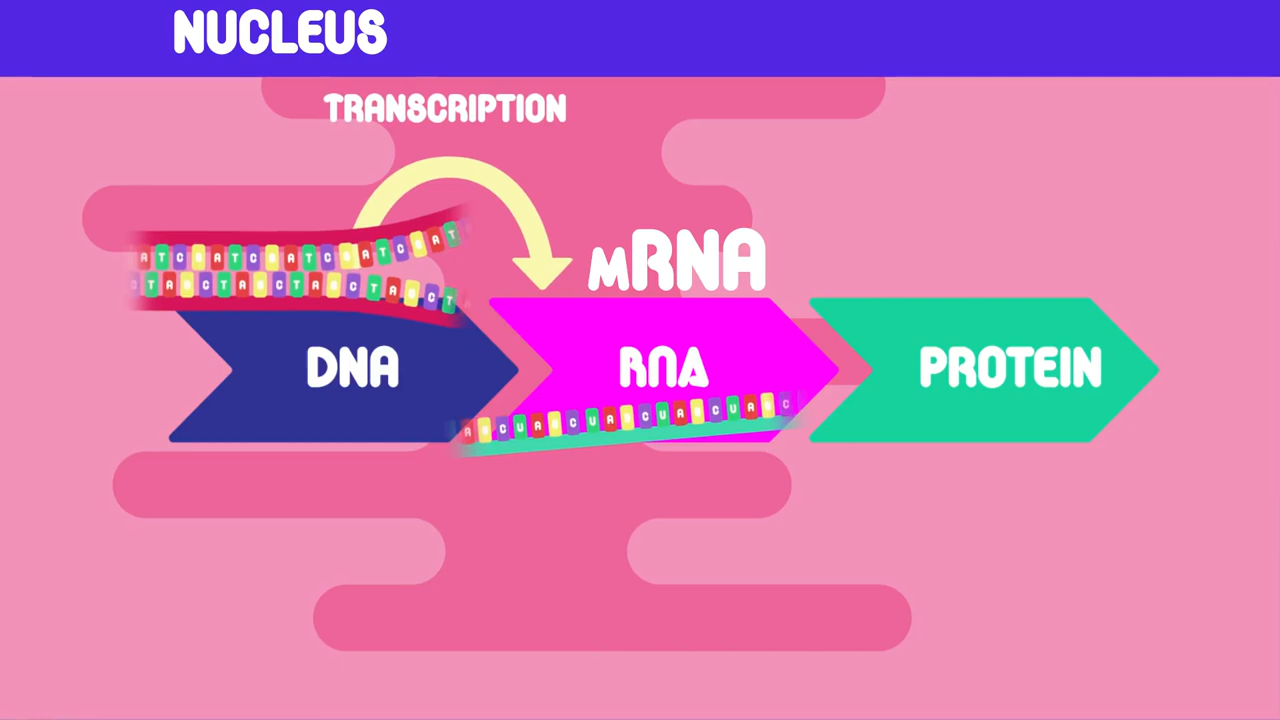 NUCLEUS
TRANSCRIPTION
mRNA
DNA
RNA
PROTEIN